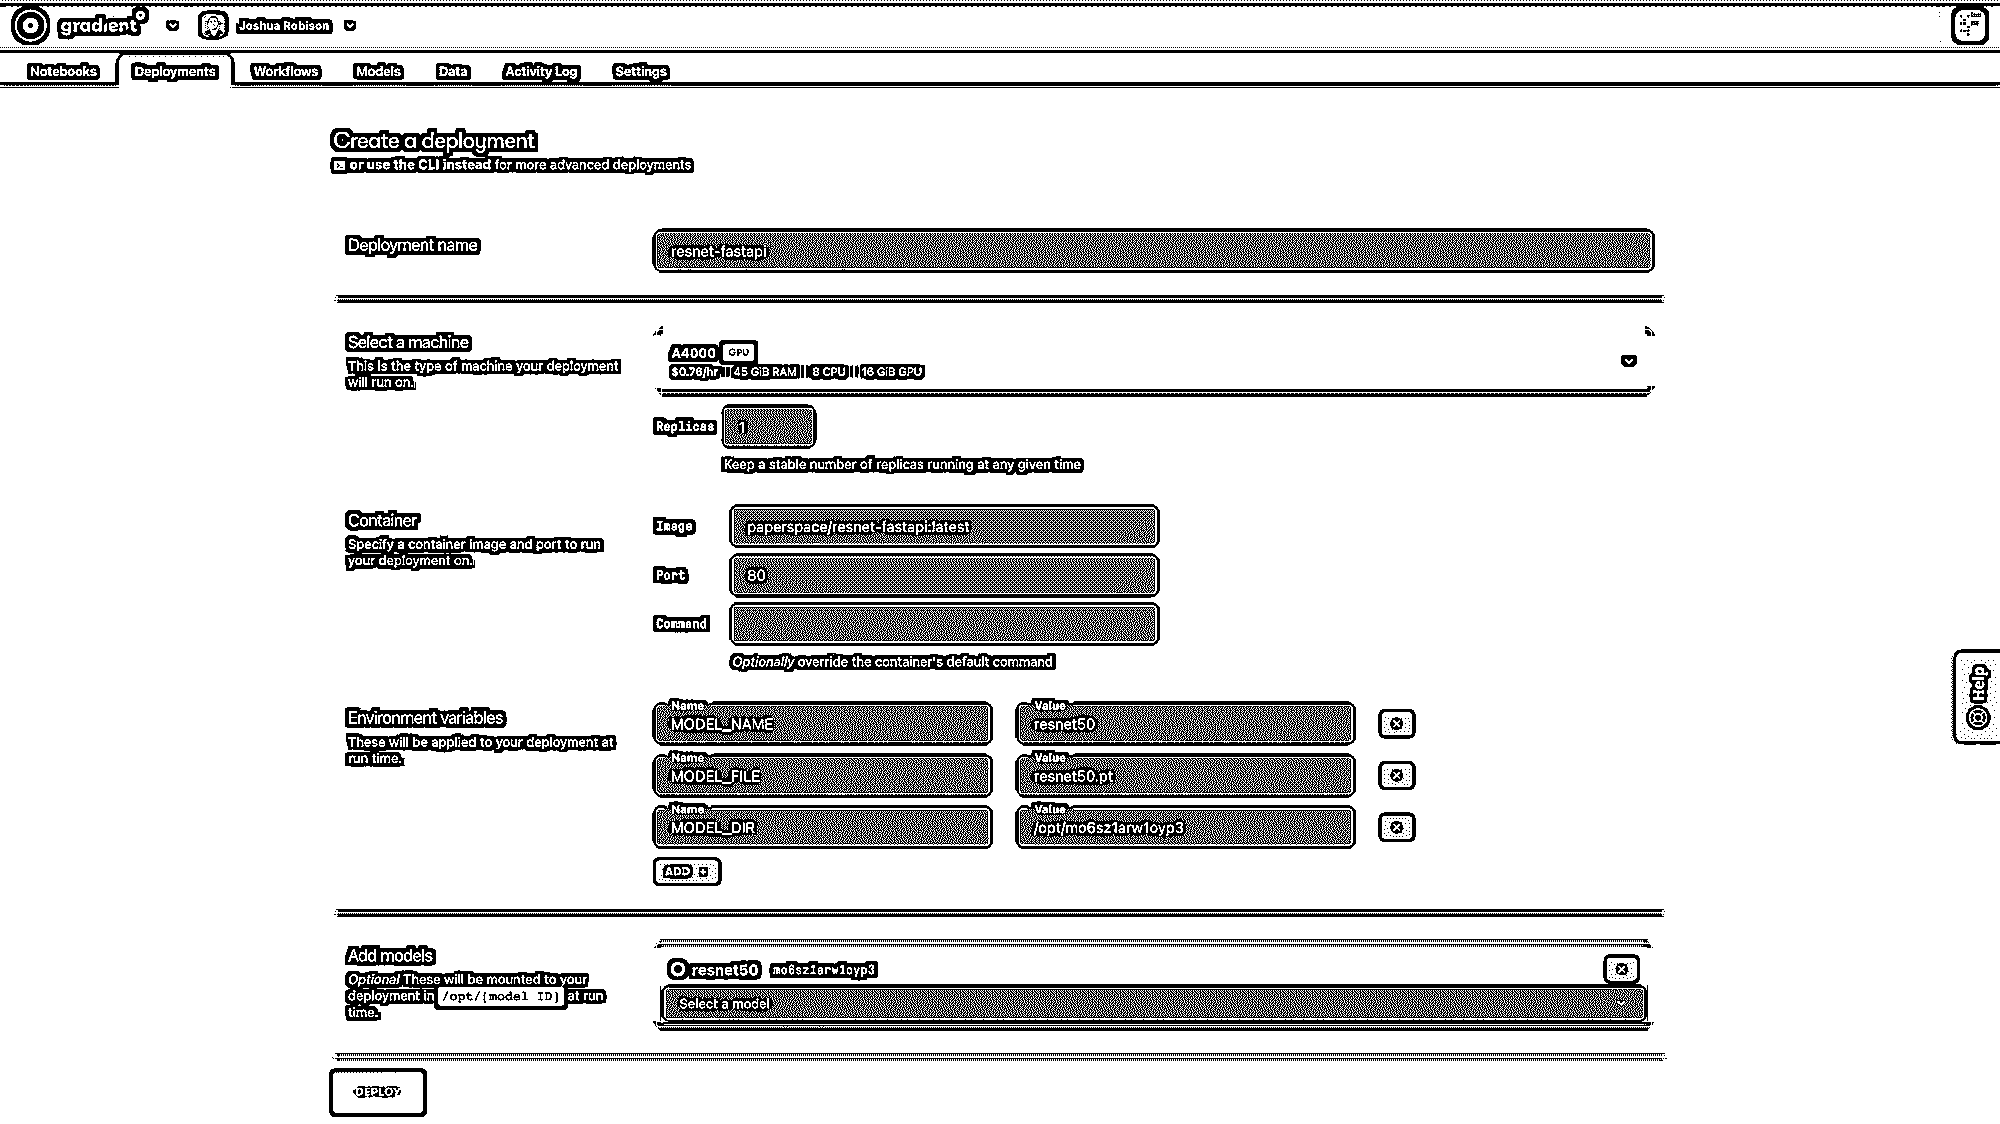 gradient Joshua Robison
Notebooks Deployments Workflows Models Data Activity Log Settings
Create a deployment
or use the CLI instead for more advanced deployments
Deployment name
resnet-fastapi
Select a machine
This is the type of machine your deployment
will run on.
A4000 GPU
$0.76/hr 45 GiB RAM 8 CPU 16 GiB GPU
Replicas 1
Keep a stable number of replicas running at any given time
Container
Specify a container image and port to run
your deployment on.
Image paperspace/resnet-fastapi:latest
Port 80
Command
Optionally override the container's default command
Environment variables
These will be applied to your deployment at
run time.
Name Value
MODEL_NAME resnet50
Name Value
MODEL_FILE resnet50.pt
Name Value
MODEL_DIR /opt/mo6sz1arw1oyp3
ADD
Help
Add models
Optional These will be mounted to your
deployment in /opt/{model ID} at run
time.
resnet50 mo6sz1arw1oyp3
Select a model
DEPLOY